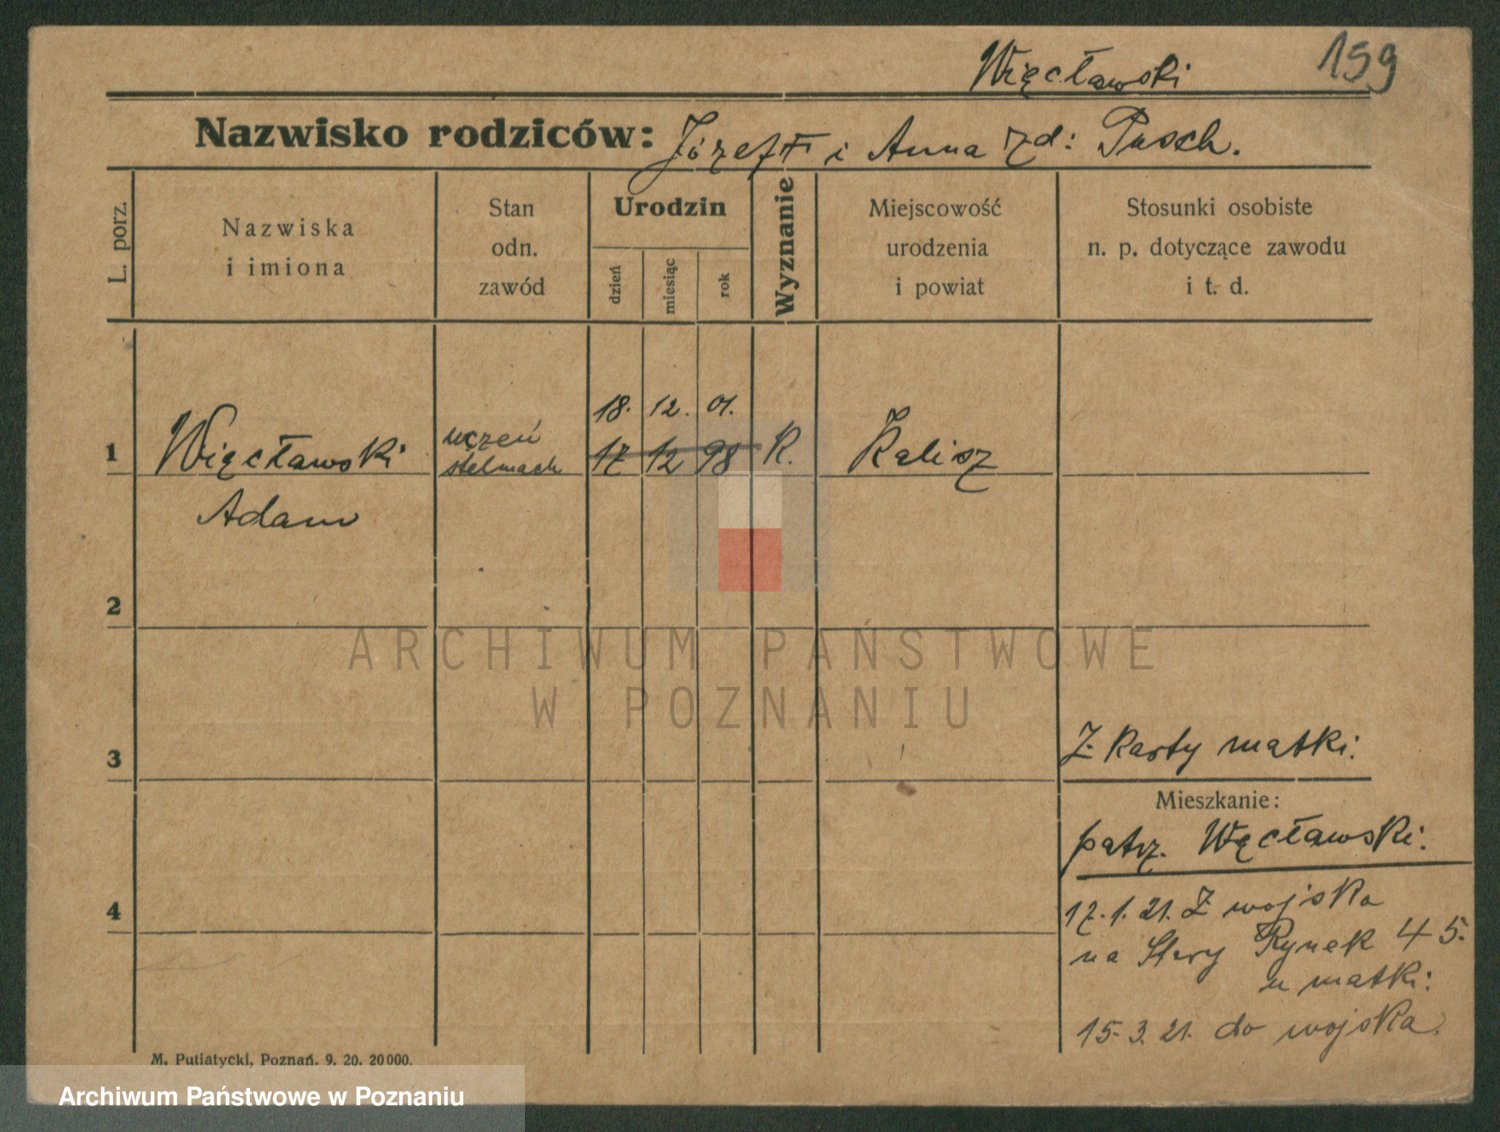 Więcławski
159
Nazwisko rodziców: Józef † i Anna zd: Pasch.
L. porz.
Nazwiska
i imiona
Stan
odn.
zawód
Urodzin
dzień
miesiąc
rok
Wyznanie
Miejscowość
urodzenia
i powiat
Stosunki osobiste
n. p. dotyczące zawodu
i t. d.
18. 12. 01.
1 Więcławski uczeń 17 12 98 R. Kalisz
stelmach
Adam
2
ARCHIWUM PAŃSTWOWE
W POZNANIU
3
Z karty matki.
Mieszkanie:
patrz. Węcławski.
4
17.1.21. Z wojska
na Stary Rynek 45.
u matki:
15.3.21. do wojska.
M. Putiatycki, Poznań. 9. 20. 20000.
Archiwum Państwowe w Poznaniu